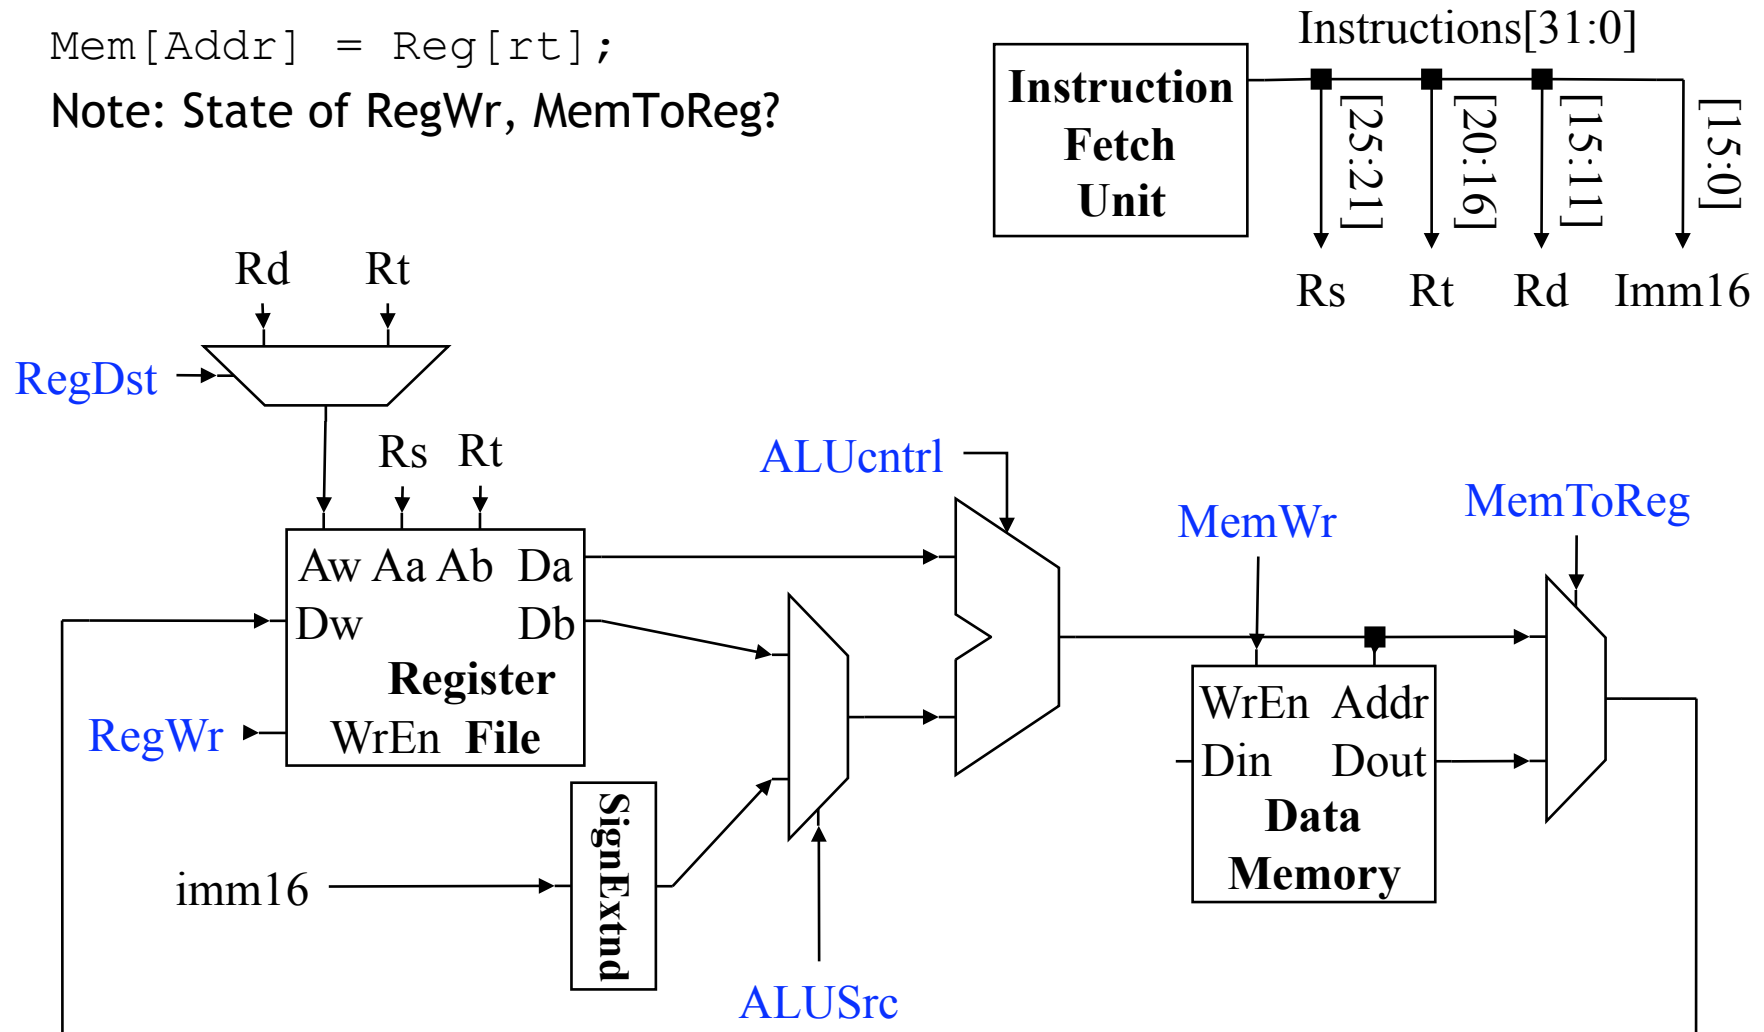 Mem[Addr] = Reg[rt];
Note: State of RegWr, MemToReg?
Instructions[31:0]
Instruction
Fetch
Unit
[25:21]
[20:16]
[15:11]
[15:0]
Rs Rt Rd Imm16
Rd Rt
RegDst
Rs Rt
ALUcntrl
MemWr
MemToReg
Aw Aa Ab Da
Dw Db
Register
WrEn File
RegWr
WrEn Addr
Din Dout
Data
Memory
SignExtnd
imm16
ALUSrc